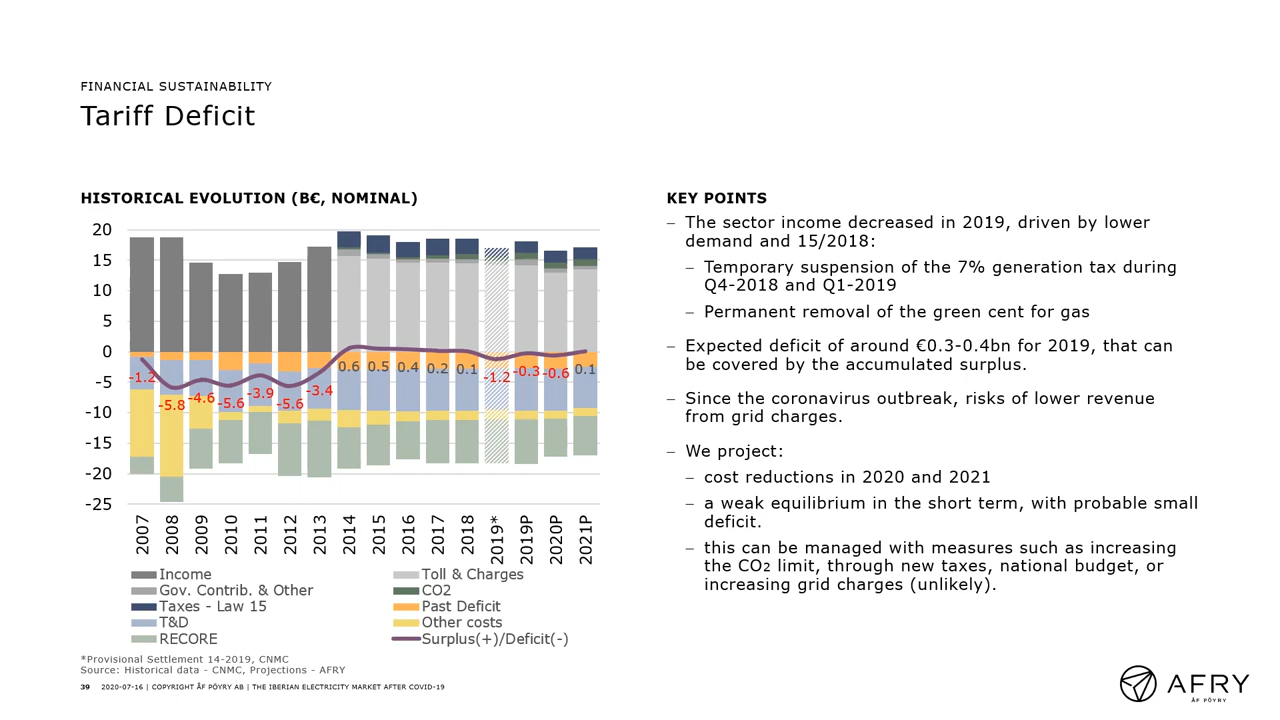 FINANCIAL SUSTAINABILITY
Tariff Deficit
HISTORICAL EVOLUTION (B€, NOMINAL)
20
15
10
5
0
-5
-10
-15
-20
-25
-1.2
-5.8
-4.6
-5.6
-3.9
-5.6
-3.4
0.6
0.5
0.4
0.2
0.1
-1.2
-0.3
-0.6
0.1
2007
2008
2009
2010
2011
2012
2013
2014
2015
2016
2017
2018
2019*
2019P
2020P
2021P
Income
Toll & Charges
Gov. Contrib. & Other
CO2
Taxes - Law 15
Past Deficit
T&D
Other costs
RECORE
Surplus(+)/Deficit(-)
*Provisional Settlement 14-2019, CNMC
Source: Historical data - CNMC, Projections - AFRY
KEY POINTS
– The sector income decreased in 2019, driven by lower
demand and 15/2018:
– Temporary suspension of the 7% generation tax during
Q4-2018 and Q1-2019
– Permanent removal of the green cent for gas
– Expected deficit of around €0.3-0.4bn for 2019, that can
be covered by the accumulated surplus.
– Since the coronavirus outbreak, risks of lower revenue
from grid charges.
– We project:
– cost reductions in 2020 and 2021
– a weak equilibrium in the short term, with probable small
deficit.
– this can be managed with measures such as increasing
the CO2 limit, through new taxes, national budget, or
increasing grid charges (unlikely).
39 2020-07-16 | COPYRIGHT ÅF PÖYRY AB | THE IBERIAN ELECTRICITY MARKET AFTER COVID-19
AFRY
ÅF PÖYRY